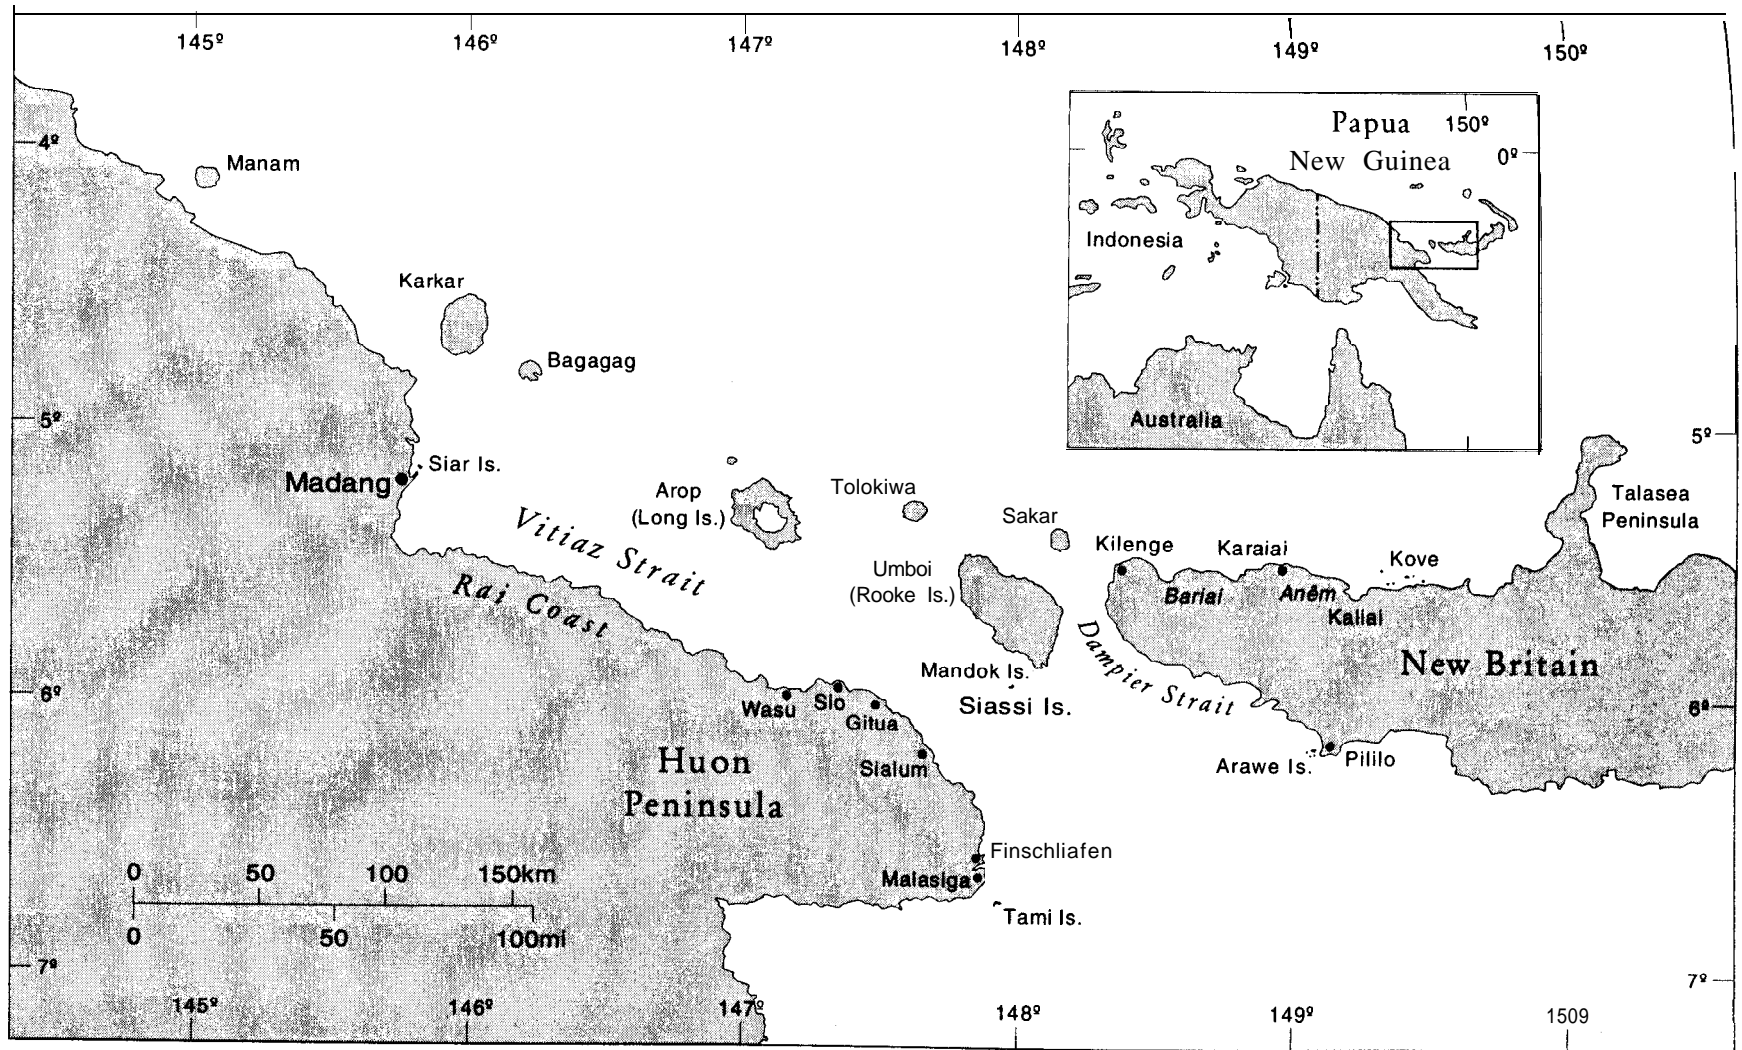 145º 146º 147º 148º 149º 150º
Papua 150º
New Guinea 0º
4º
Manam
Indonesia
Karkar
Bagagag
Australia
5º 5º
Siar Is.
Madang
Arop
(Long Is.)
Tolokiwa
Talasea
Peninsula
Sakar
Vitiaz Strait
Kilenge
Karaiai
Kove
Umboi
(Rooke Is.)
Rai Coast
Bariai
Anêm
Kaliai
Dampier Strait
New Britain
Mandok Is.
Siassi Is.
6º 6º
Wasu
Sio
Gitua
Sialum
Arawe Is.
Pililo
Huon
Peninsula
Finschliafen
Malasiga
Tami Is.
0 50 100 150km
0 50 100mi
7º 7º
145º 146º 147º 148º 149º 1509